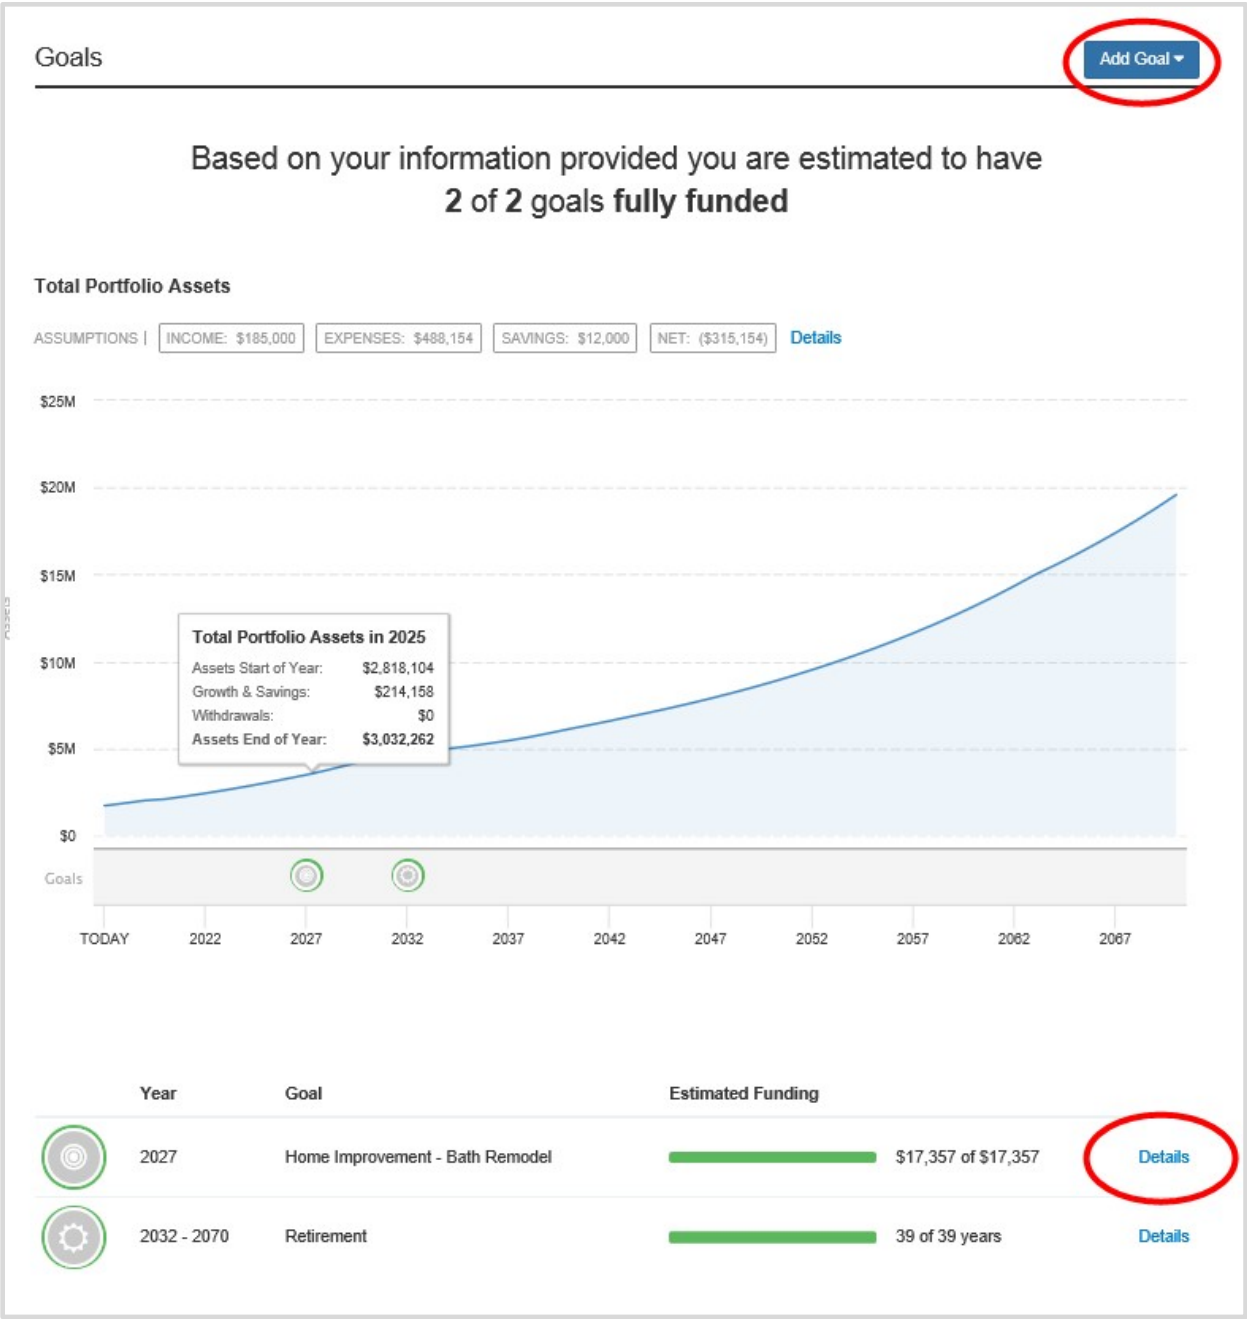 Goals
Add Goal
Based on your information provided you are estimated to have
2 of 2 goals fully funded
Total Portfolio Assets
ASSUMPTIONS | INCOME: $185,000 EXPENSES: $488,154 SAVINGS: $12,000 NET: ($315,154) Details
$25M
$20M
$15M
Assets
Total Portfolio Assets in 2025
Assets Start of Year: $2,818,104
$10M
Growth & Savings: $214,158
Withdrawals: $0
Assets End of Year: $3,032,262
$5M
$0
Goals
TODAY 2022 2027 2032 2037 2042 2047 2052 2057 2062 2067
Year Goal Estimated Funding
2027 Home Improvement - Bath Remodel $17,357 of $17,357 Details
2032 - 2070 Retirement 39 of 39 years Details